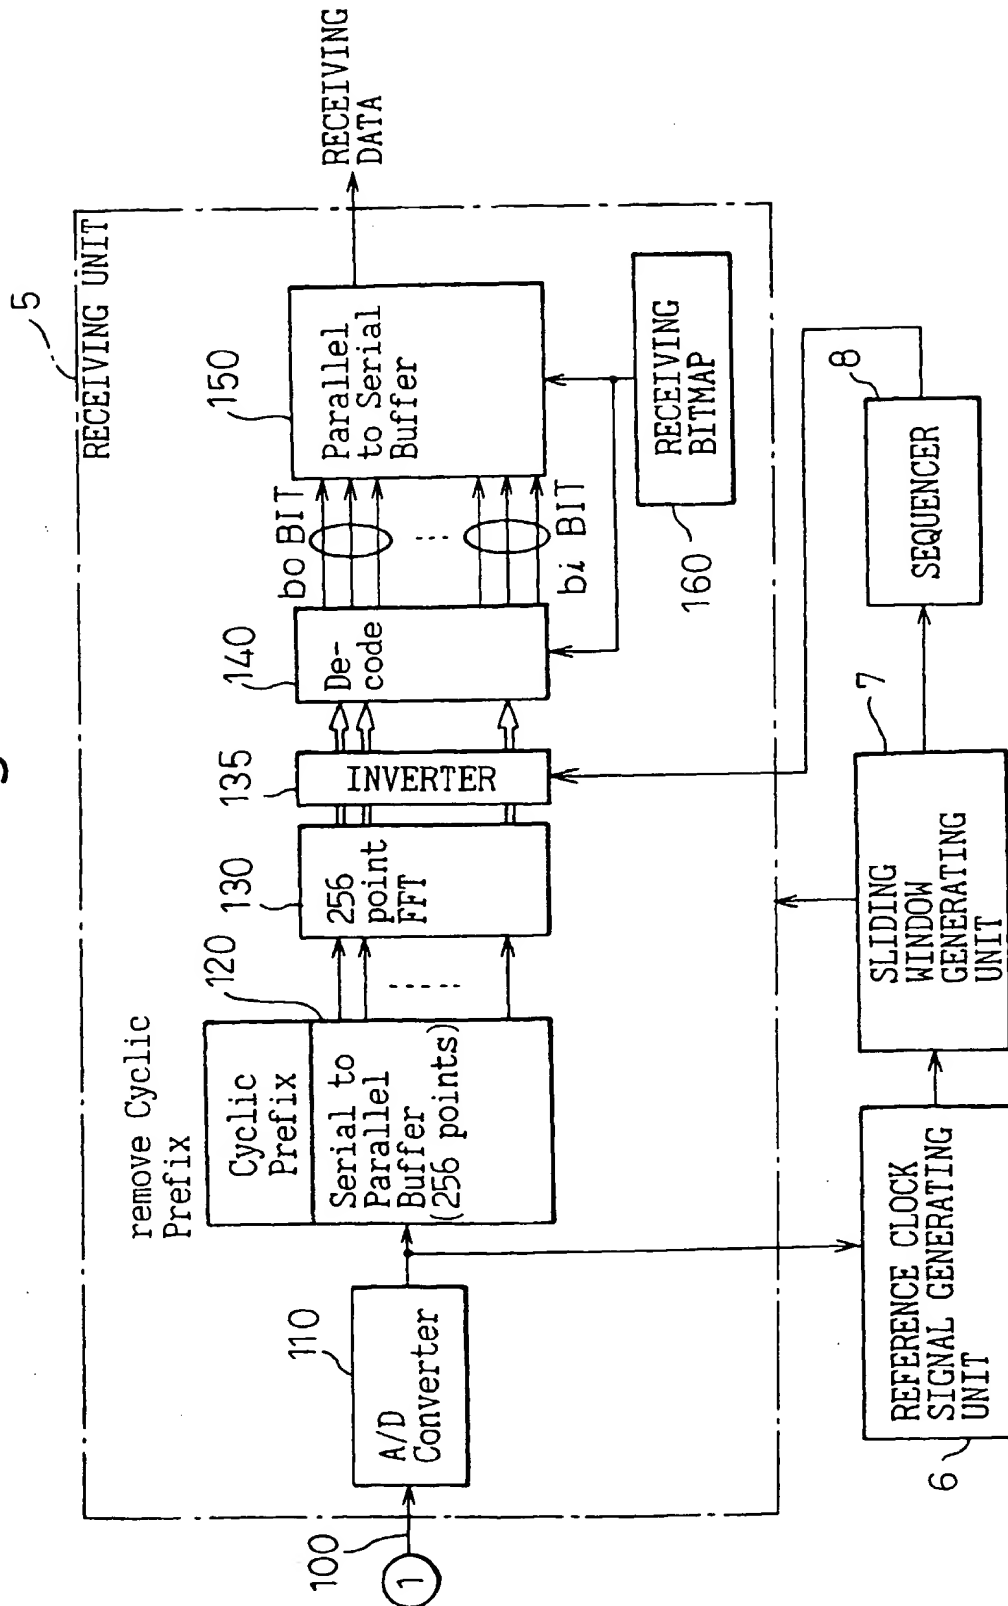 5
RECEIVING UNIT
RECEIVING
DATA
remove Cyclic
Prefix
Cyclic
Prefix
120
Serial to
Parallel
Buffer
(256 points)
100
1
110
A/D
Converter
130
256
point
FFT
135
INVERTER
140
De-
code
bo BIT
bi BIT
150
Parallel
to Serial
Buffer
160
RECEIVING
BITMAP
6
REFERENCE CLOCK
SIGNAL GENERATING
UNIT
7
SLIDING
WINDOW
GENERATING
UNIT
8
SEQUENCER